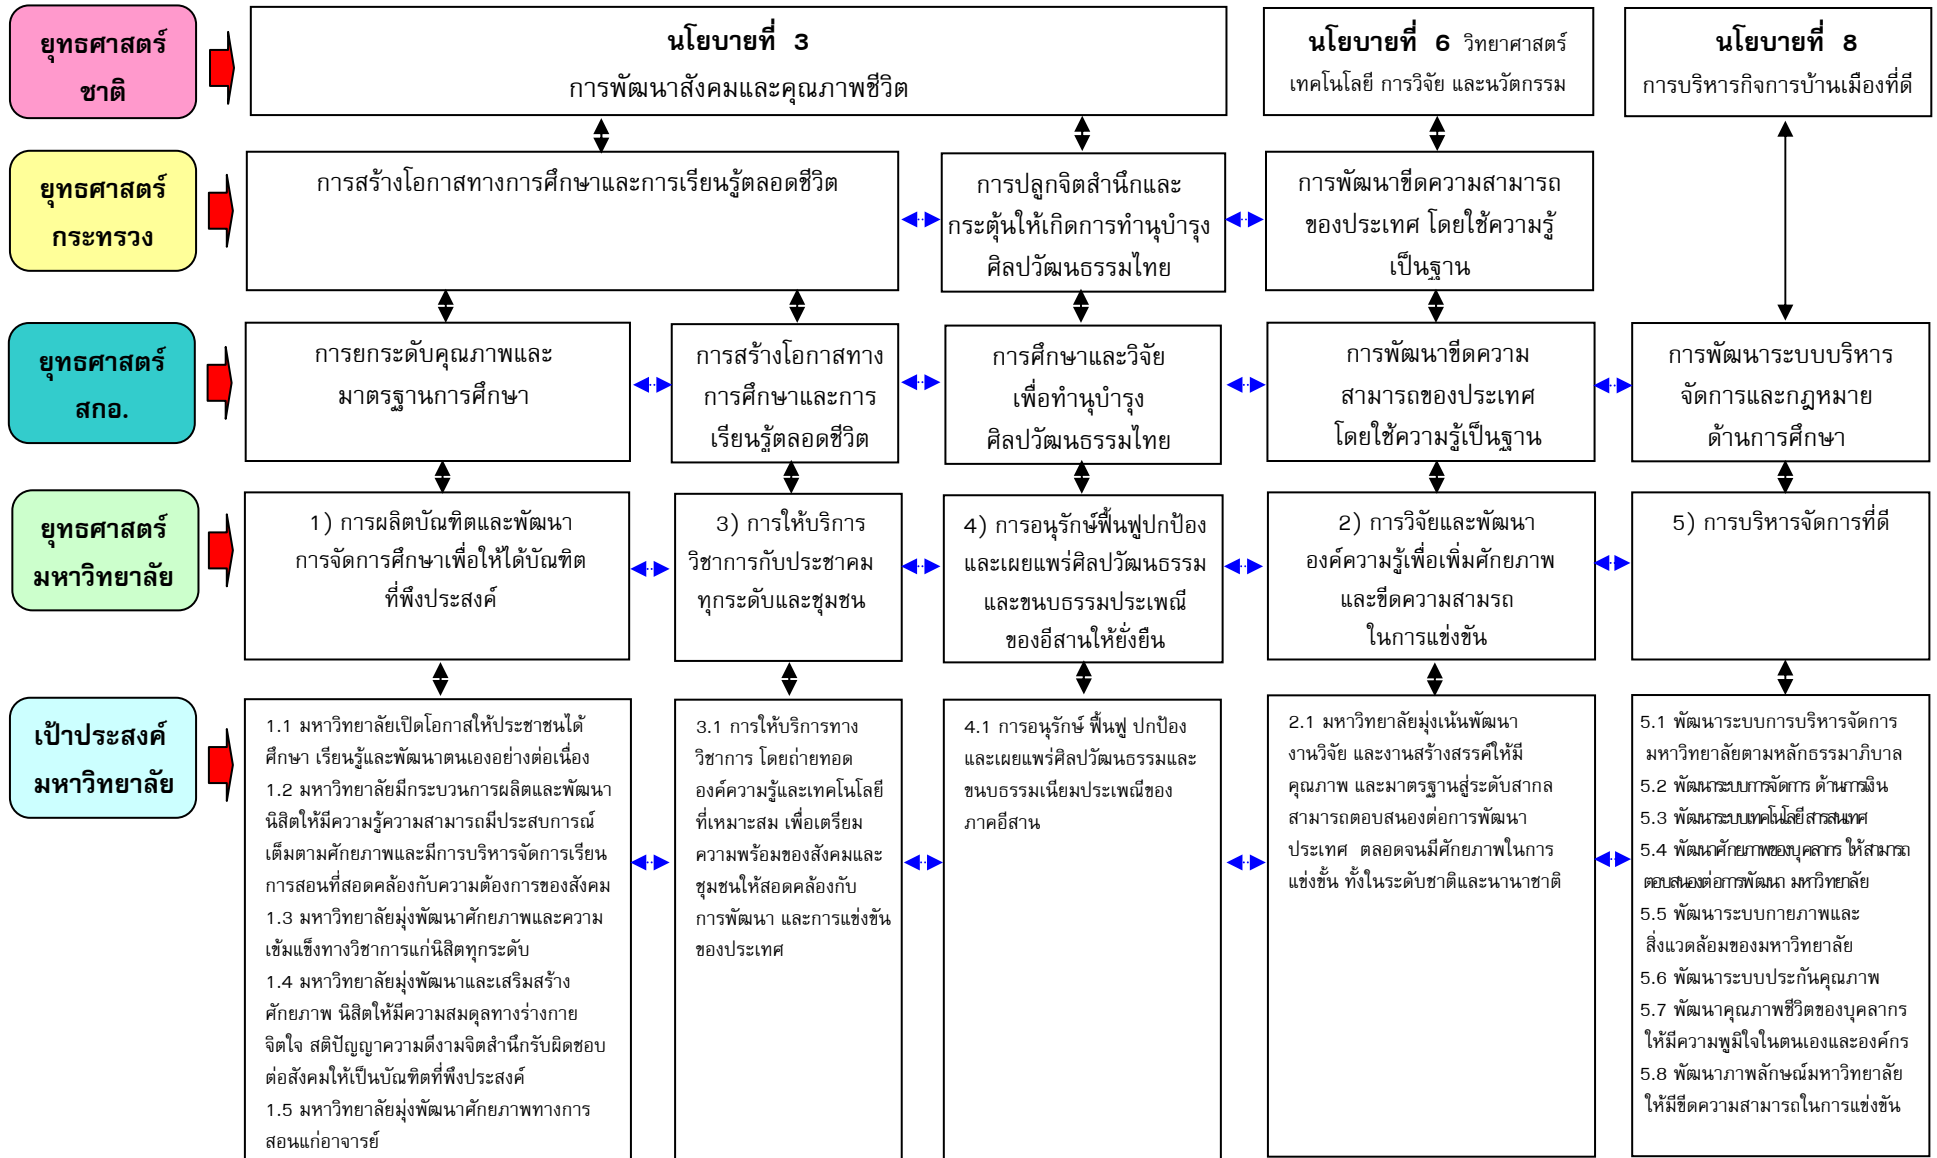 ยุทธศาสตร์
ชาติ
นโยบายที่ 3
การพัฒนาสังคมและคุณภาพชีวิต
นโยบายที่ 6 วิทยาศาสตร์
เทคโนโลยี การวิจัย และนวัตกรรม
นโยบายที่ 8
การบริหารกิจการบ้านเมืองที่ดี
ยุทธศาสตร์
กระทรวง
การสร้างโอกาสทางการศึกษาและการเรียนรู้ตลอดชีวิต
การปลูกจิตสำนึกและ
กระตุ้นให้เกิดการทำนุบำรุง
ศิลปวัฒนธรรมไทย
การพัฒนาขีดความสามารถ
ของประเทศ โดยใช้ความรู้
เป็นฐาน
ยุทธศาสตร์
สกอ.
การยกระดับคุณภาพและ
มาตรฐานการศึกษา
การสร้างโอกาสทาง
การศึกษาและการ
เรียนรู้ตลอดชีวิต
การศึกษาและวิจัย
เพื่อทำนุบำรุง
ศิลปวัฒนธรรมไทย
การพัฒนาขีดความ
สามารถของประเทศ
โดยใช้ความรู้เป็นฐาน
การพัฒนาระบบบริหาร
จัดการและกฎหมาย
ด้านการศึกษา
ยุทธศาสตร์
มหาวิทยาลัย
1) การผลิตบัณฑิตและพัฒนา
การจัดการศึกษาเพื่อให้ได้บัณฑิต
ที่พึงประสงค์
3) การให้บริการ
วิชาการกับประชาคม
ทุกระดับและชุมชน
4) การอนุรักษ์ฟื้นฟูปกป้อง
และเผยแพร่ศิลปวัฒนธรรม
และขนบธรรมประเพณี
ของอีสานให้ยั่งยืน
2) การวิจัยและพัฒนา
องค์ความรู้เพื่อเพิ่มศักยภาพ
และขีดความสามรถ
ในการแข่งขัน
5) การบริหารจัดการที่ดี
เป้าประสงค์
มหาวิทยาลัย
1.1 มหาวิทยาลัยเปิดโอกาสให้ประชาชนได้
ศึกษา เรียนรู้และพัฒนาตนเองอย่างต่อเนื่อง
1.2 มหาวิทยาลัยมีกระบวนการผลิตและพัฒนา
นิสิตให้มีความรู้ความสามารถมีประสบการณ์
เต็มตามศักยภาพและมีการบริหารจัดการเรียน
การสอนที่สอดคล้องกับความต้องการของสังคม
1.3 มหาวิทยาลัยมุ่งพัฒนาศักยภาพและความ
เข้มแข็งทางวิชาการแก่นิสิตทุกระดับ
1.4 มหาวิทยาลัยมุ่งพัฒนาและเสริมสร้าง
ศักยภาพ นิสิตให้มีความสมดุลทางร่างกาย
จิตใจ สติปัญญาความดีงามจิตสำนึกรับผิดชอบ
ต่อสังคมให้เป็นบัณฑิตที่พึงประสงค์
1.5 มหาวิทยาลัยมุ่งพัฒนาศักยภาพทางการ
สอนแก่อาจารย์
3.1 การให้บริการทาง
วิชาการ โดยถ่ายทอด
องค์ความรู้และเทคโนโลยี
ที่เหมาะสม เพื่อเตรียม
ความพร้อมของสังคมและ
ชุมชนให้สอดคล้องกับ
การพัฒนา และการแข่งขัน
ของประเทศ
4.1 การอนุรักษ์ ฟื้นฟู ปกป้อง
และเผยแพร่ศิลปวัฒนธรรมและ
ขนบธรรมเนียมประเพณีของ
ภาคอีสาน
2.1 มหาวิทยาลัยมุ่งเน้นพัฒนา
งานวิจัย และงานสร้างสรรค์ให้มี
คุณภาพ และมาตรฐานสู่ระดับสากล
สามารถตอบสนองต่อการพัฒนา
ประเทศ ตลอดจนมีศักยภาพในการ
แข่งขั้น ทั้งในระดับชาติและนานาชาติ
5.1 พัฒนาระบบการบริหารจัดการ
มหาวิทยาลัยตามหลักธรรมาภิบาล
5.2 พัฒนาระบบการจัดการ ด้านการเงิน
5.3 พัฒนาระบบเทคโนโลยีสารสนเทศ
5.4 พัฒนาศักยภาพของบุคลากร ให้สามารถ
ตอบสนองต่อการพัฒนา มหาวิทยาลัย
5.5 พัฒนาระบบกายภาพและ
สิ่งแวดล้อมของมหาวิทยาลัย
5.6 พัฒนาระบบประกันคุณภาพ
5.7 พัฒนาคุณภาพชีวิตของบุคลากร
ให้มีความพูมิใจในตนเองและองค์กร
5.8 พัฒนาภาพลักษณ์มหาวิทยาลัย
ให้มีขีดความสามารถในการแข่งขัน